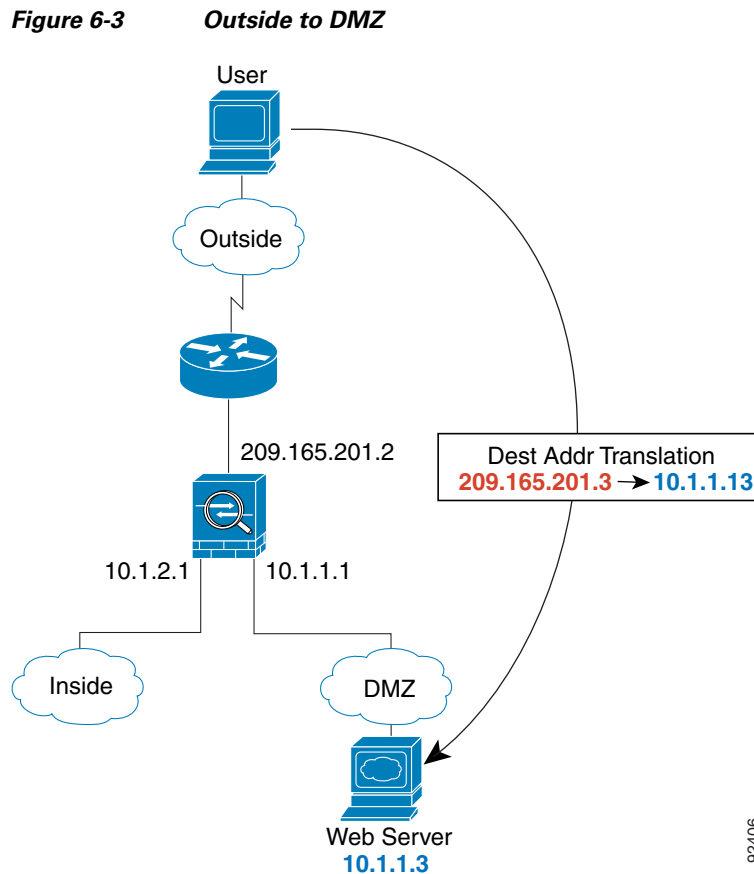 Figure 6-3 Outside to DMZ
User
Outside
209.165.201.2
Dest Addr Translation
209.165.201.3 → 10.1.1.13
10.1.2.1 10.1.1.1
Inside
DMZ
Web Server
10.1.1.3
92406